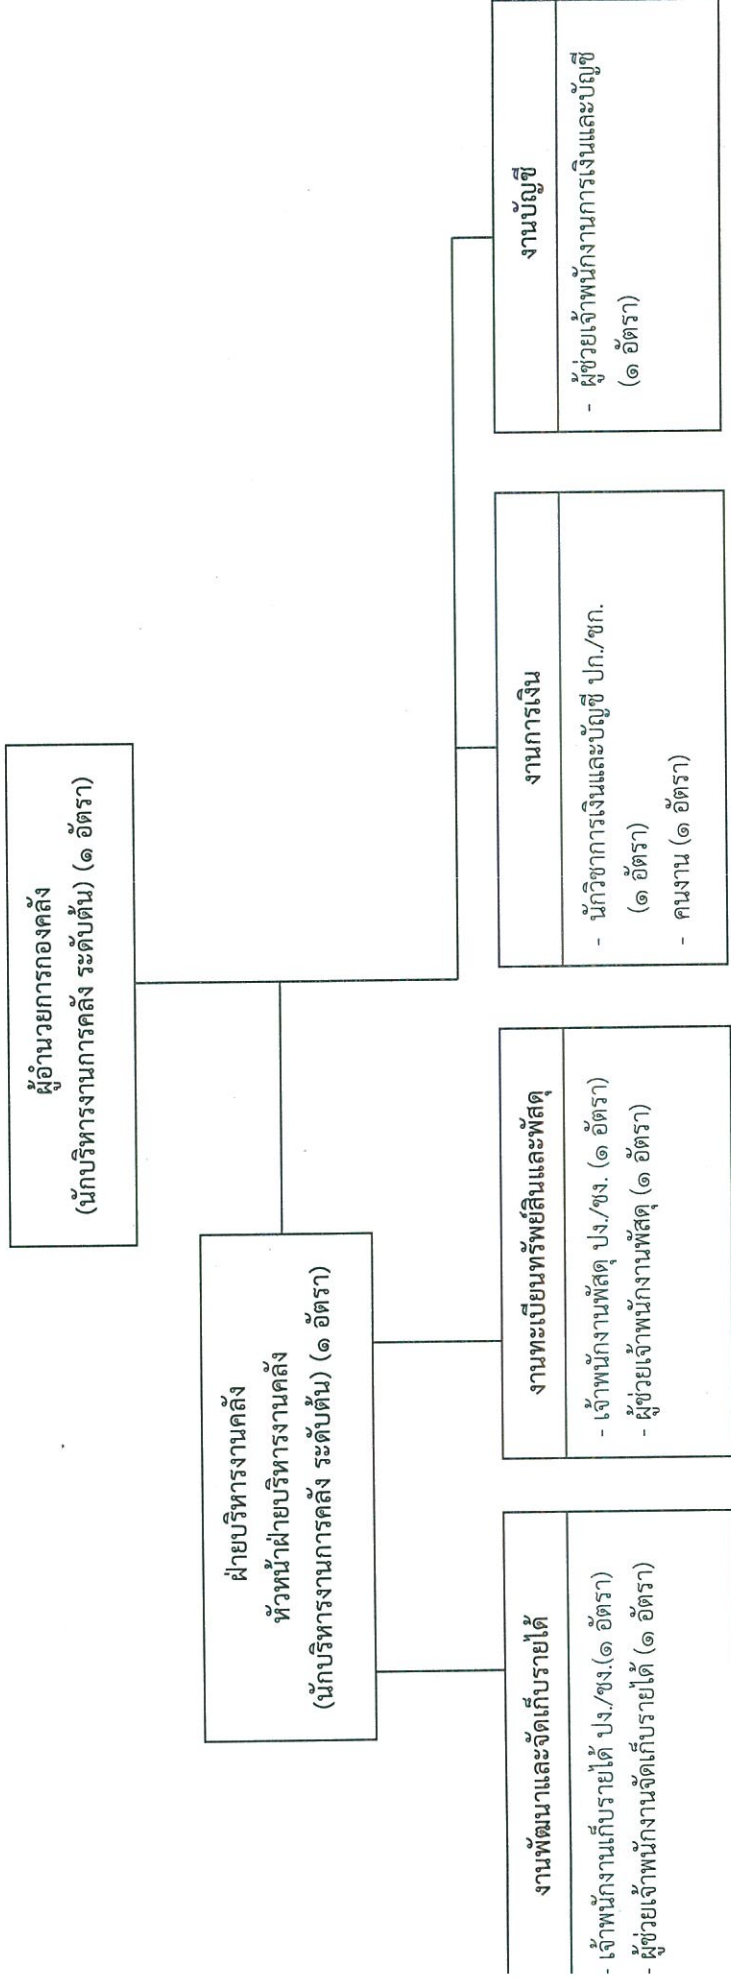 ผู้อำนวยการกองคลัง
(นักบริหารงานการคลัง ระดับต้น) (๑ อัตรา)
ฝ่ายบริหารงานคลัง
หัวหน้าฝ่ายบริหารงานคลัง
(นักบริหารงานการคลัง ระดับต้น) (๑ อัตรา)
งานพัฒนาและจัดเก็บรายได้
- เจ้าพนักงานเก็บรายได้ ปง./ชง.(๑ อัตรา)
- ผู้ช่วยเจ้าพนักงานจัดเก็บรายได้ (๑ อัตรา)
งานทะเบียนทรัพย์สินและพัสดุ
- เจ้าพนักงานพัสดุ ปง./ชง. (๑ อัตรา)
- ผู้ช่วยเจ้าพนักงานพัสดุ (๑ อัตรา)
งานการเงิน
- นักวิชาการเงินและบัญชี ปก./ชก.
(๑ อัตรา)
- คนงาน (๑ อัตรา)
งานบัญชี
- ผู้ช่วยเจ้าพนักงานการเงินและบัญชี
(๑ อัตรา)